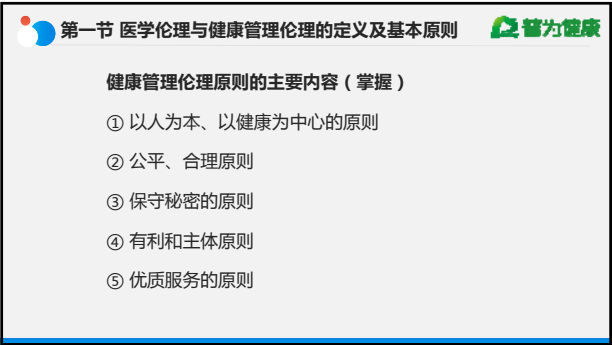 第一节 医学伦理与健康管理伦理的定义及基本原则
普为健康
健康管理伦理原则的主要内容（掌握）
① 以人为本、以健康为中心的原则
② 公平、合理原则
③ 保守秘密的原则
④ 有利和主体原则
⑤ 优质服务的原则